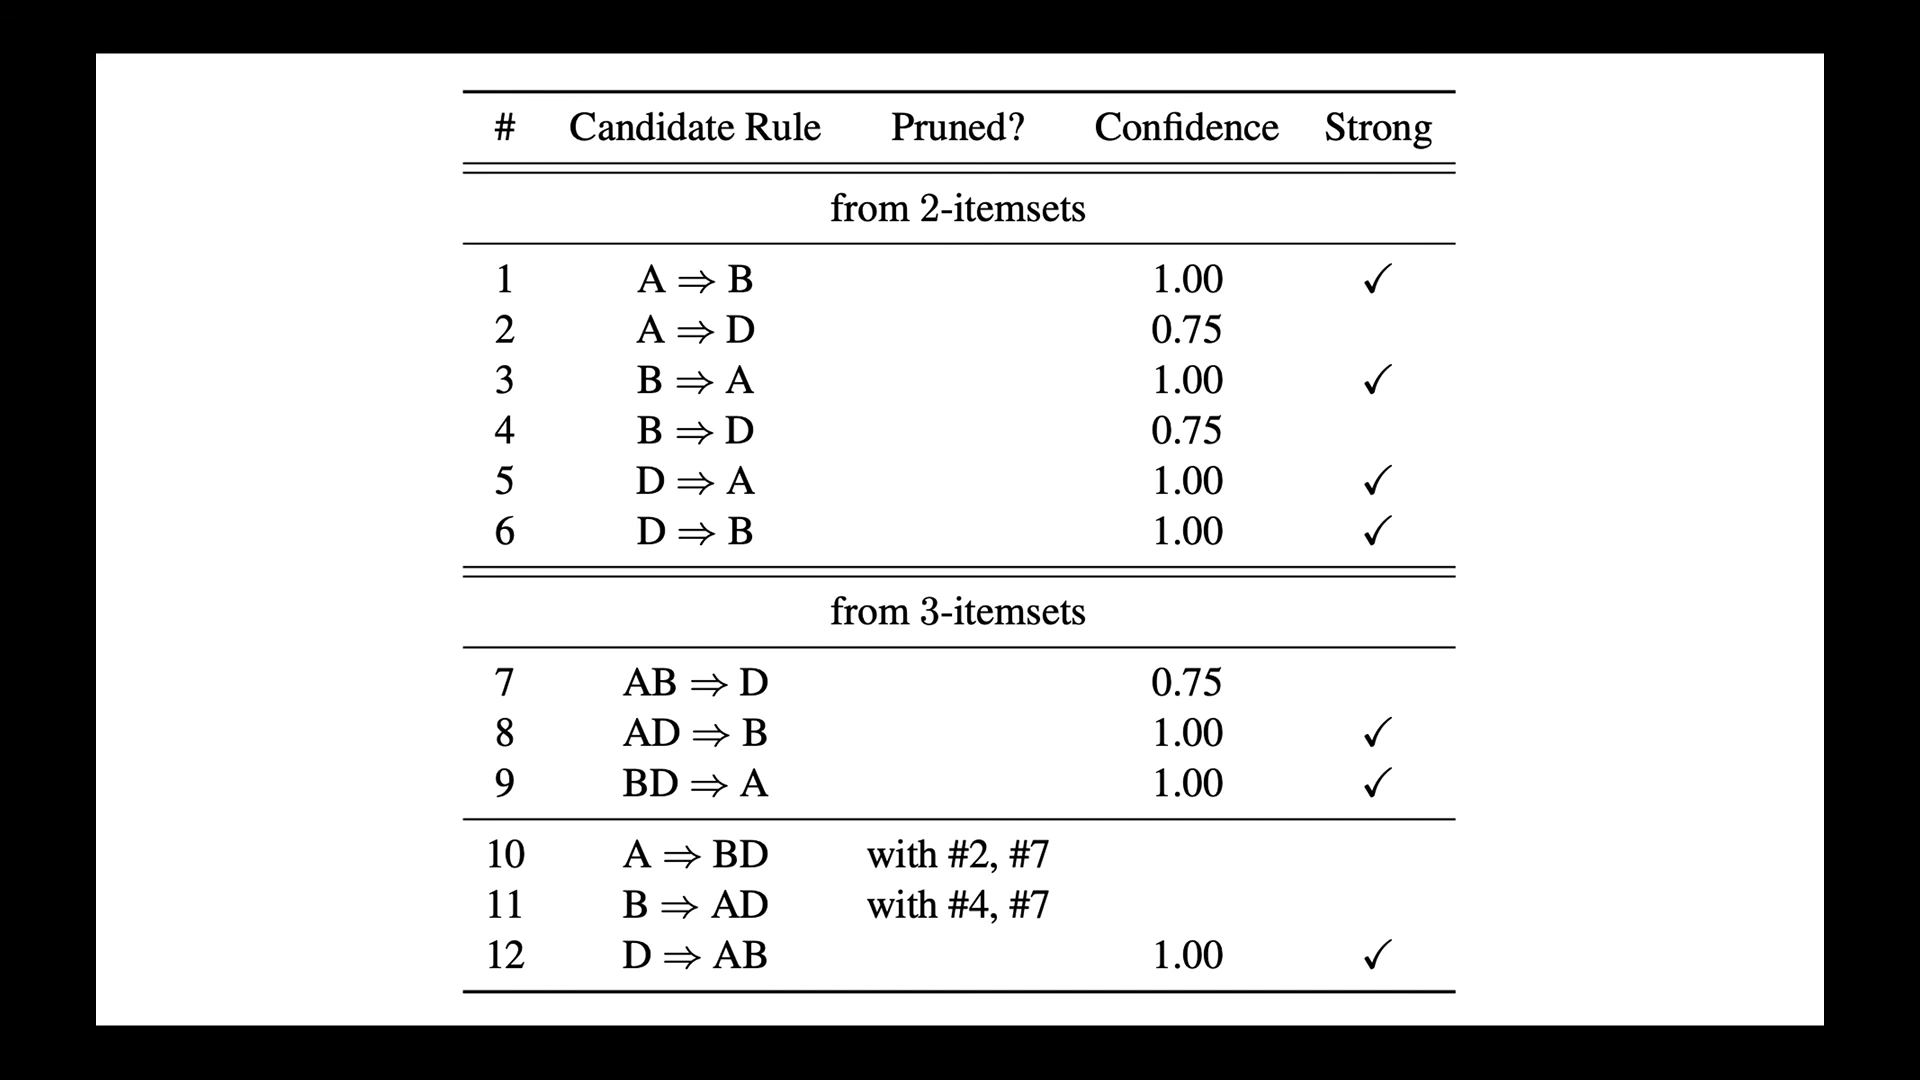 # Candidate Rule Pruned? Confidence Strong
from 2-itemsets
1 A ⇒ B 1.00 ✓
2 A ⇒ D 0.75
3 B ⇒ A 1.00 ✓
4 B ⇒ D 0.75
5 D ⇒ A 1.00 ✓
6 D ⇒ B 1.00 ✓
from 3-itemsets
7 AB ⇒ D 0.75
8 AD ⇒ B 1.00 ✓
9 BD ⇒ A 1.00 ✓
10 A ⇒ BD with #2, #7
11 B ⇒ AD with #4, #7
12 D ⇒ AB 1.00 ✓